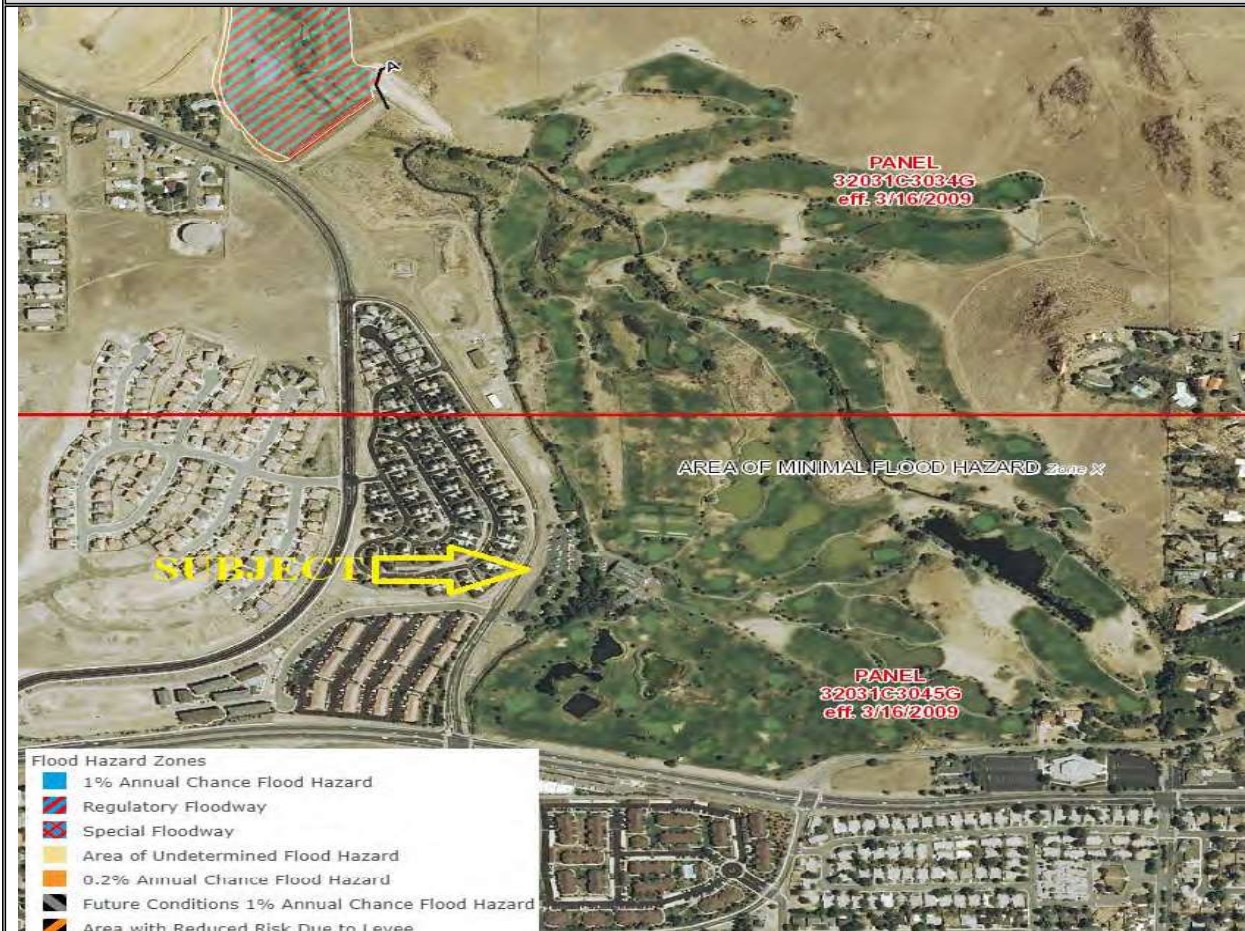 A
PANEL
32031C3034G
eff. 3/16/2009
AREA OF MINIMAL FLOOD HAZARD Zone X
SUBJECT
PANEL
32031C3045G
eff. 3/16/2009
Flood Hazard Zones
1% Annual Chance Flood Hazard
Regulatory Floodway
Special Floodway
Area of Undetermined Flood Hazard
0.2% Annual Chance Flood Hazard
Future Conditions 1% Annual Chance Flood Hazard
Area with Reduced Risk Due to Levee